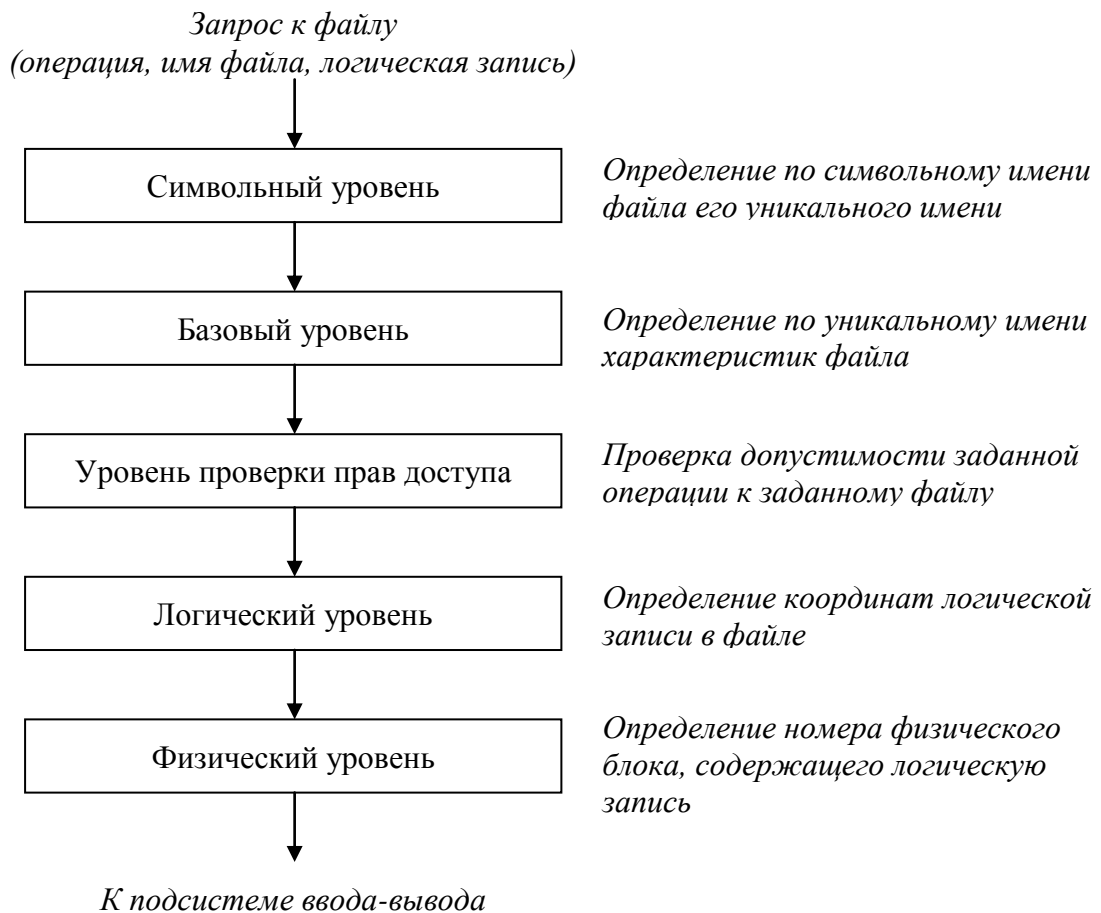 Запрос к файлу
(операция, имя файла, логическая запись)
Символьный уровень
Определение по символьному имени
файла его уникального имени
Базовый уровень
Определение по уникальному имени
характеристик файла
Уровень проверки прав доступа
Проверка допустимости заданной
операции к заданному файлу
Логический уровень
Определение координат логической
записи в файле
Физический уровень
Определение номера физического
блока, содержащего логическую
запись
К подсистеме ввода-вывода